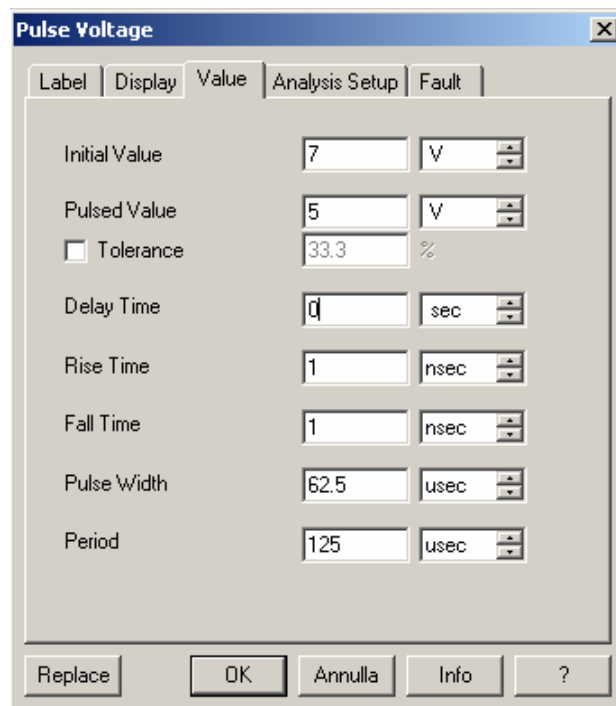 Pulse Voltage
Label Display Value Analysis Setup Fault
Initial Value 7 V
Pulsed Value 5 V
Tolerance 33.3 %
Delay Time 0 sec
Rise Time 1 nsec
Fall Time 1 nsec
Pulse Width 62.5 usec
Period 125 usec
Replace OK Annulla Info ?